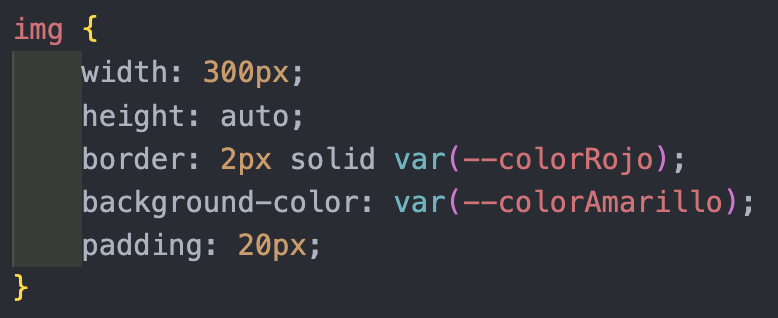 img {
    width: 300px;
    height: auto;
    border: 2px solid var(--colorRojo);
    background-color: var(--colorAmarillo);
    padding: 20px;
}